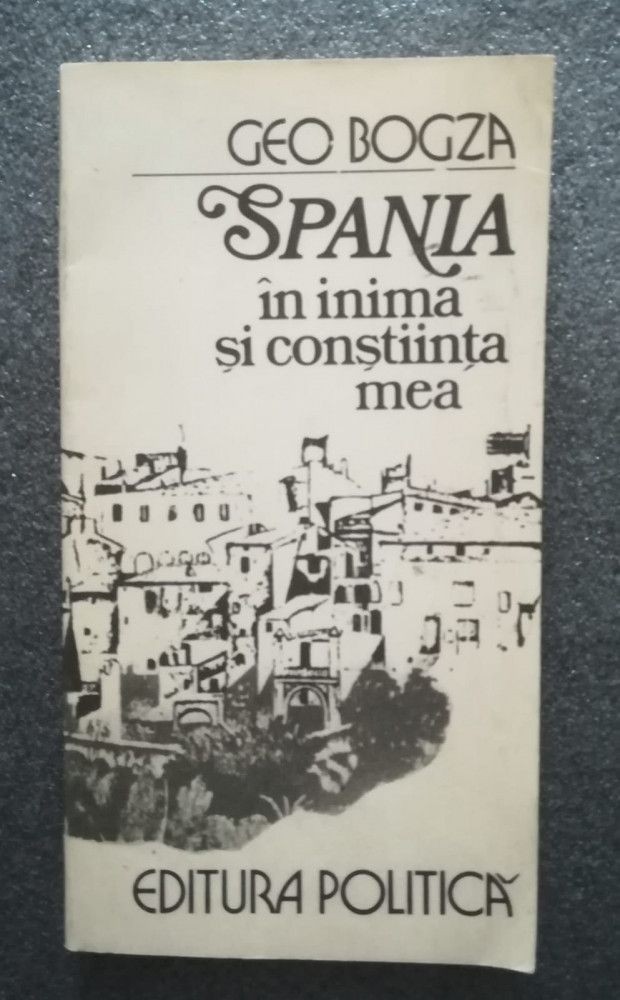 GEO BOGZA
SPANIA
în inima
și conștiința
mea
EDITURA POLITICĂ